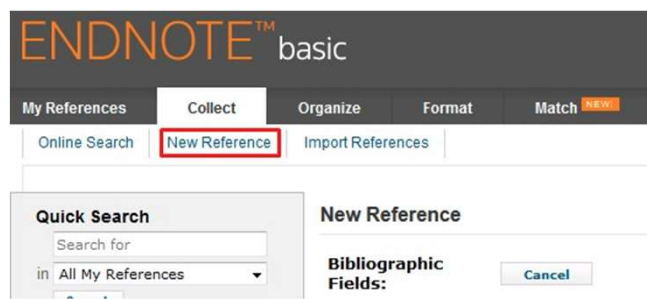 ENDNOTE™ basic
My References Collect Organize Format Match NEW!
Online Search New Reference Import References
Quick Search
Search for
in All My References
New Reference
Bibliographic Fields:
Cancel